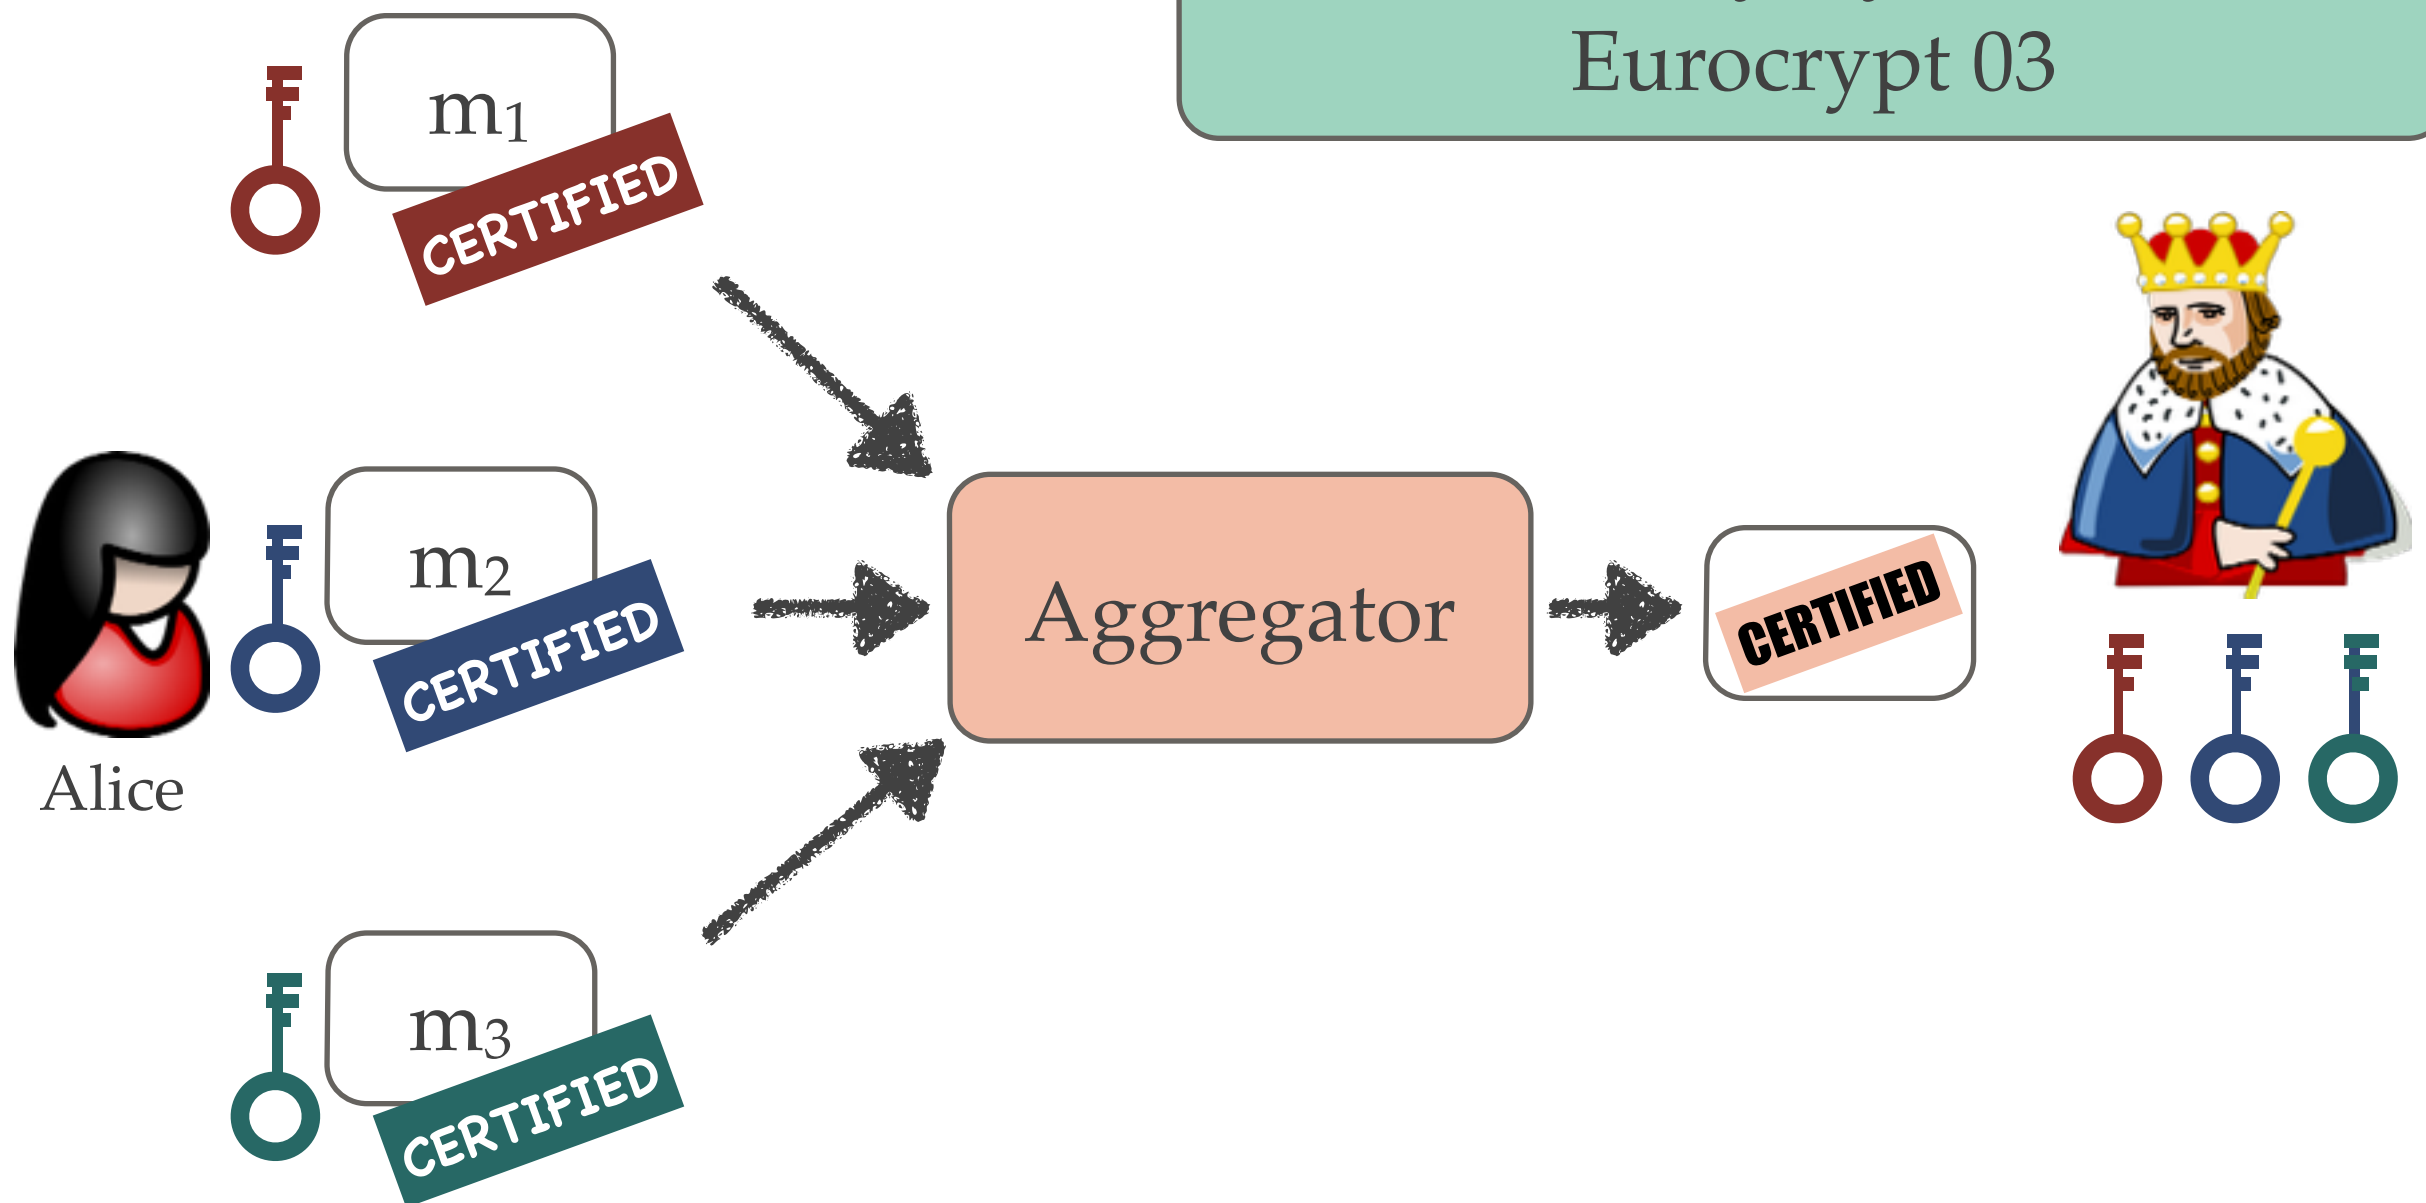 Eurocrypt 03
m1
CERTIFIED
m2
CERTIFIED
Aggregator
CERTIFIED
Alice
m3
CERTIFIED